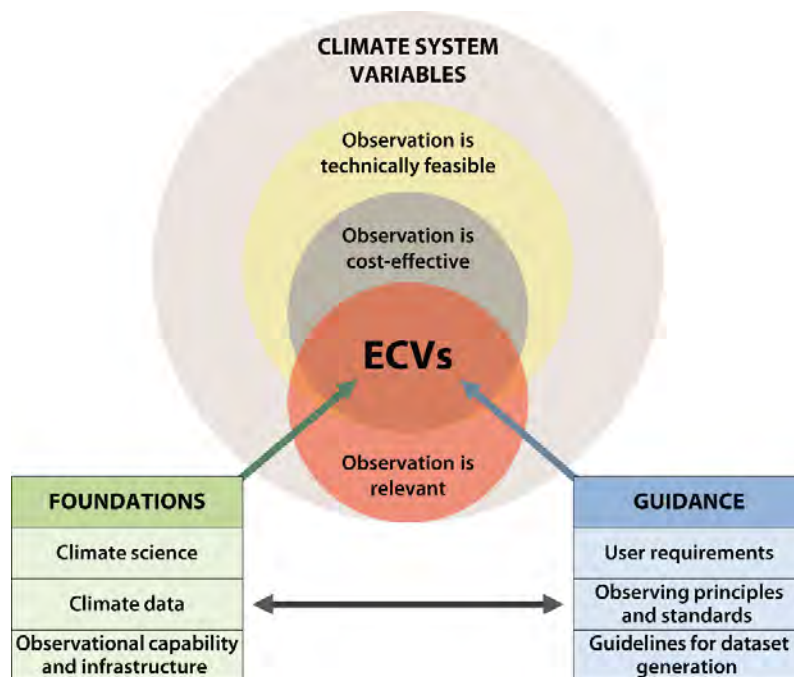 CLIMATE SYSTEM
VARIABLES
Observation is
technically feasible
Observation is
cost-effective
ECVs
Observation is
relevant
FOUNDATIONS
Climate science
Climate data
Observational capability
and infrastructure
GUIDANCE
User requirements
Observing principles
and standards
Guidelines for dataset
generation